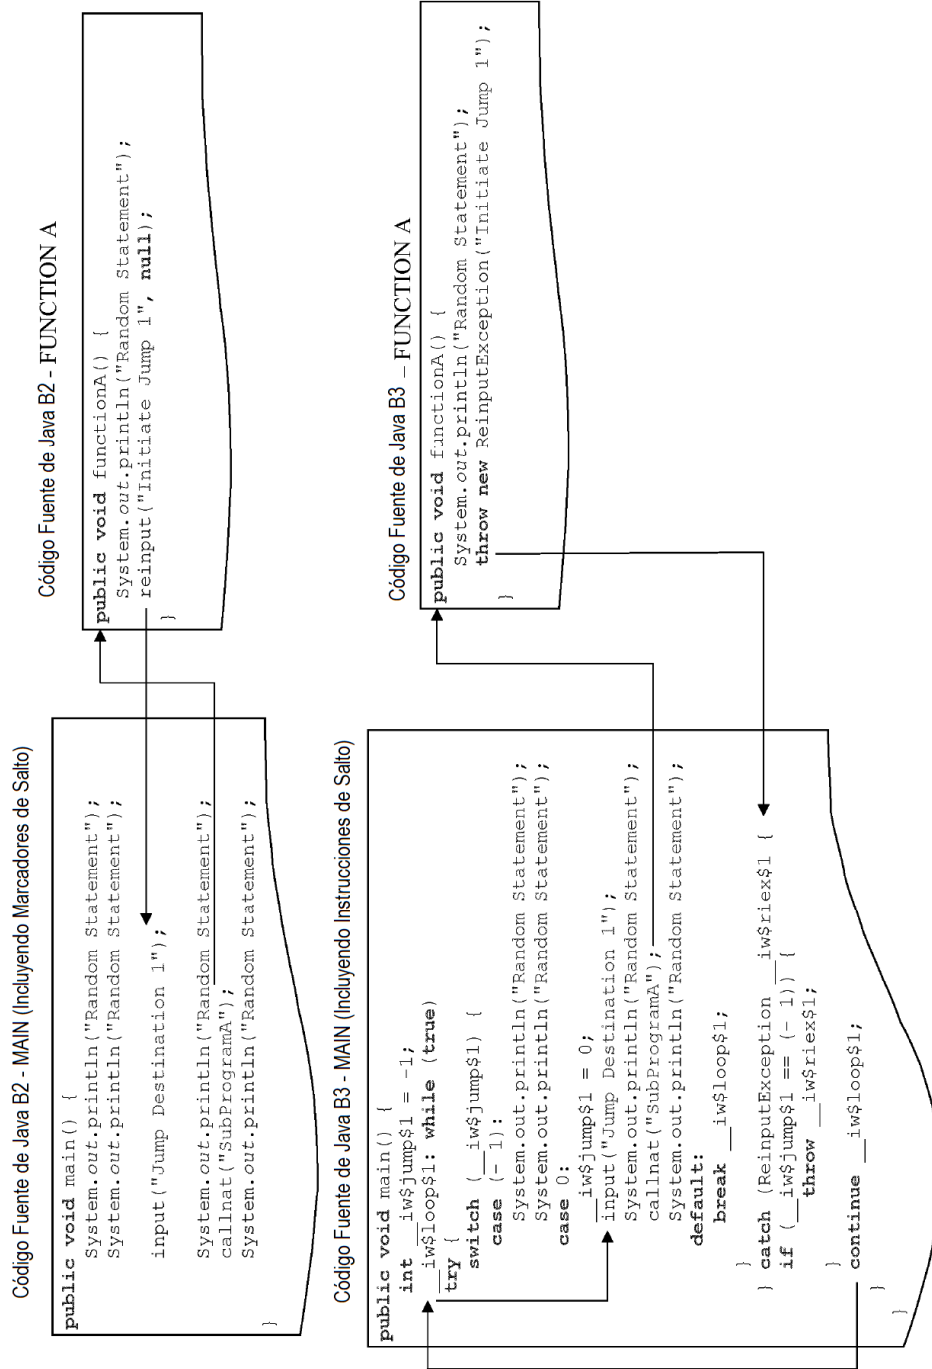 Código Fuente de Java B2 - MAIN (Incluyendo Marcadores de Salto)
public void main() {
System.out.println("Random Statement");
System.out.println("Random Statement");
input("Jump Destination 1");
System.out.println("Random Statement");
callnat("SubProgramA");
System.out.println("Random Statement");
}
Código Fuente de Java B2 - FUNCTION A
public void functionA() {
System.out.println("Random Statement");
reinput("Initiate Jump 1", null);
}
Código Fuente de Java B3 - MAIN (Incluyendo Instrucciones de Salto)
public void main() {
int __iw$jump$1 = -1;
__iw$loop$1: while (true)
try {
switch (__iw$jump$1) {
case (- 1):
System.out.println("Random Statement");
System.out.println("Random Statement");
case 0:
__iw$jump$1 = 0;
input("Jump Destination 1");
System.out.println("Random Statement");
callnat("SubProgramA");
System.out.println("Random Statement");
default:
break __iw$loop$1;
}
} catch (ReinputException __iw$riex$1 {
if (__iw$jump$1 == (- 1)) {
throw __iw$riex$1;
}
continue __iw$loop$1;
}
}
Código Fuente de Java B3 _ FUNCTION A
public void functionA() {
System.out.println("Random Statement");
throw new ReinputException("Initiate Jump 1");
}